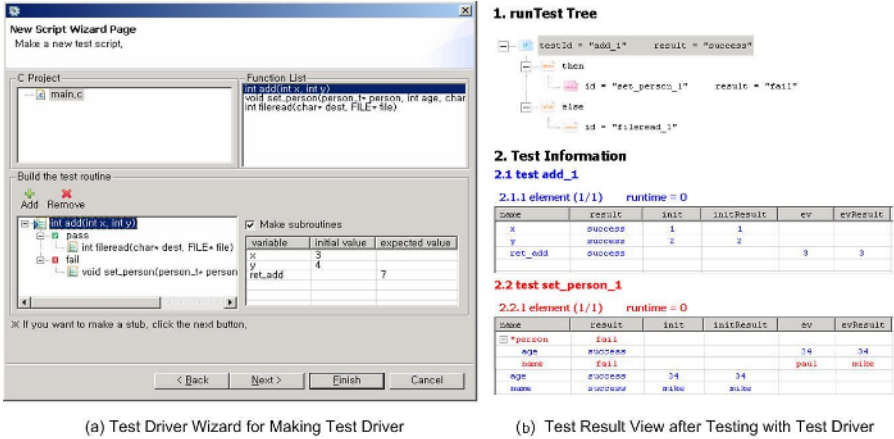 New Script Wizard Page
Make a new test script,
C Project
main,c
Function List
int add(int x, int y)
void set_person(person_t* person, int age, char
int fileread(char* dest, FILE* file)
Build the test routine
Add Remove
int add(int x, int y)
pass
int fileread(char* dest, FILE* file)
fail
void set_person(person_t* person
Make subroutines
variable initial value expected value
x 3
y 4
ret_add 7
※ If you want to make a stub, click the next button,
< Back Next > Finish Cancel
(a) Test Driver Wizard for Making Test Driver
1. runTest Tree
testId = "add_1" result = "success"
then
id = "set_person_1" result = "fail"
else
id = "fileread_1"
2. Test Information
2.1 test add_1
2.1.1 element (1/1) runtime = 0
name result init initResult ev evResult
x success 1 1
y success 2 2
ret_add success 3 3
2.2 test set_person_1
2.2.1 element (1/1) runtime = 0
name result init initResult ev evResult
*person fail
age success 34 34
name fail paul mike
age success 34 34
name success mike mike
(b) Test Result View after Testing with Test Driver